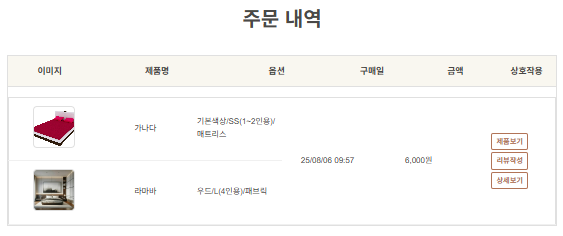 주문 내역
이미지 제품명 옵션 구매일 금액 상호작용
가나다 기본색상/SS(1~2인용)/
매트리스
25/08/06 09:57 6,000원
제품보기
리뷰작성
상세보기
라마바 우드/L(4인용)/패브릭